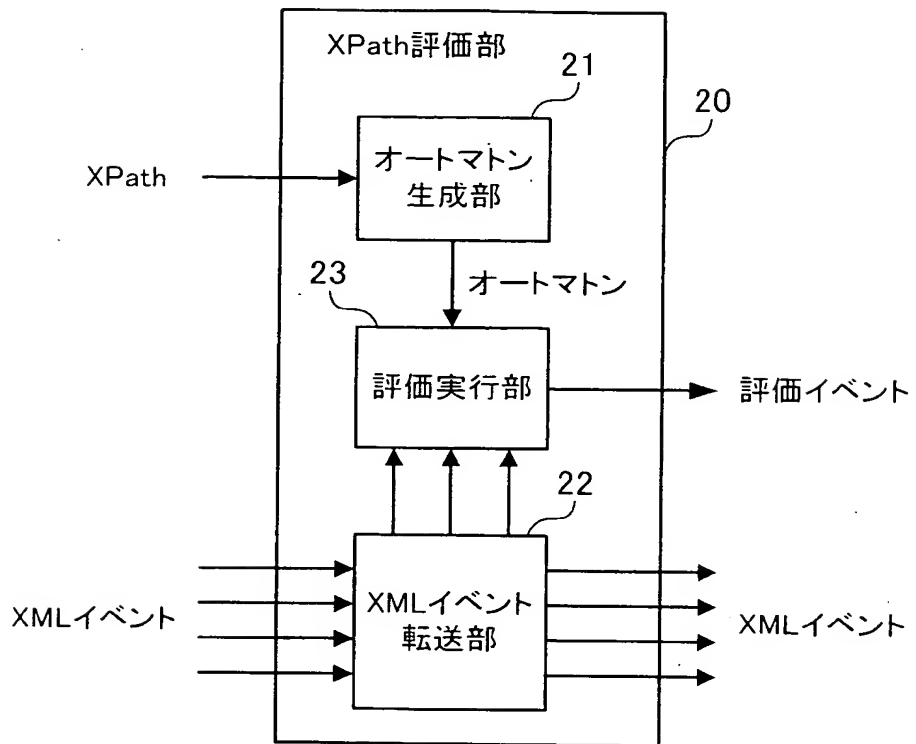 XPath評価部
21
20
オートマトン
生成部
XPath
オートマトン
23
評価実行部
評価イベント
22
XMLイベント
XMLイベント
転送部
XMLイベント